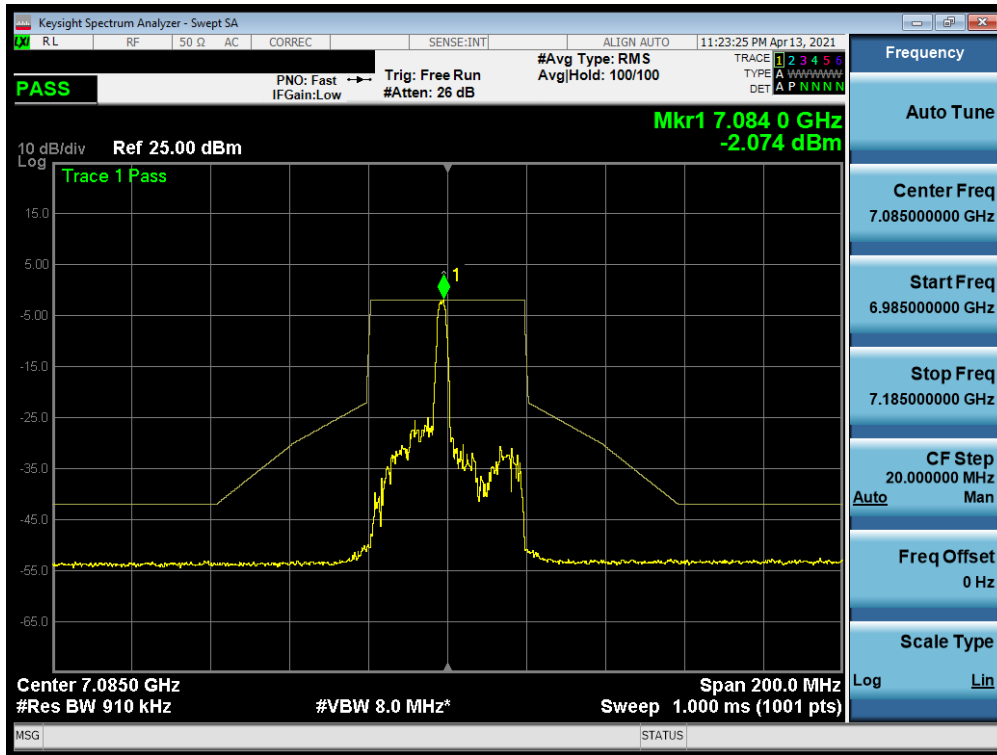 Keysight Spectrum Analyzer - Swept SA
LXI RL RF 50 Ω AC CORREC SENSE:INT ALIGN AUTO 11:23:25 PM Apr 13, 2021
PASS
PNO: Fast
IFGain:Low
Trig: Free Run
#Atten: 26 dB
#Avg Type: RMS
Avg|Hold: 100/100
TRACE 1 2 3 4 5 6
TYPE A WWWWW
DET A P N N N N
Mkr1 7.084 0 GHz
-2.074 dBm
10 dB/div Ref 25.00 dBm
Log
Trace 1 Pass
1
15.0
5.00
-5.00
-15.0
-25.0
-35.0
-45.0
-55.0
-65.0
Center 7.0850 GHz Span 200.0 MHz
#Res BW 910 kHz #VBW 8.0 MHz* Sweep 1.000 ms (1001 pts)
MSG STATUS
Frequency
Auto Tune
Center Freq
7.085000000 GHz
Start Freq
6.985000000 GHz
Stop Freq
7.185000000 GHz
CF Step
20.000000 MHz
Auto Man
Freq Offset
0 Hz
Scale Type
Log Lin